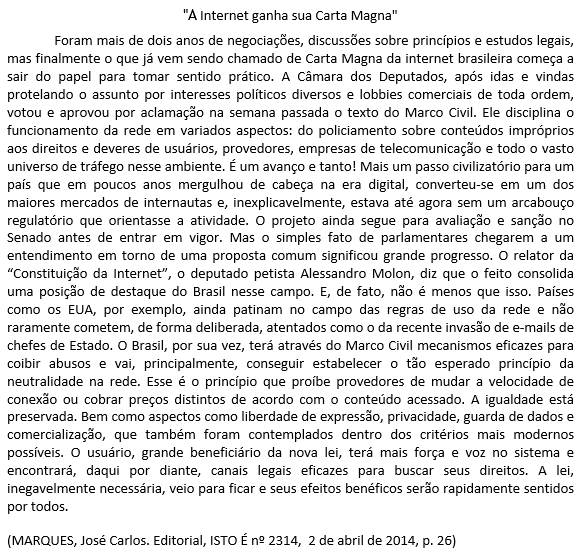 "A Internet ganha sua Carta Magna"
Foram mais de dois anos de negociações, discussões sobre princípios e estudos legais,
mas finalmente o que já vem sendo chamado de Carta Magna da internet brasileira começa a
sair do papel para tomar sentido prático. A Câmara dos Deputados, após idas e vindas
protelando o assunto por interesses políticos diversos e lobbies comerciais de toda ordem,
votou e aprovou por aclamação na semana passada o texto do Marco Civil. Ele disciplina o
funcionamento da rede em variados aspectos: do policiamento sobre conteúdos impróprios
aos direitos e deveres de usuários, provedores, empresas de telecomunicação e todo o vasto
universo de tráfego nesse ambiente. É um avanço e tanto! Mais um passo civilizatório para um
país que em poucos anos mergulhou de cabeça na era digital, converteu-se em um dos
maiores mercados de internautas e, inexplicavelmente, estava até agora sem um arcabouço
regulatório que orientasse a atividade. O projeto ainda segue para avaliação e sanção no
Senado antes de entrar em vigor. Mas o simples fato de parlamentares chegarem a um
entendimento em torno de uma proposta comum significou grande progresso. O relator da
“Constituição da Internet”, o deputado petista Alessandro Molon, diz que o feito consolida
uma posição de destaque do Brasil nesse campo. E, de fato, não é menos que isso. Países
como os EUA, por exemplo, ainda patinam no campo das regras de uso da rede e não
raramente cometem, de forma deliberada, atentados como o da recente invasão de e-mails de
chefes de Estado. O Brasil, por sua vez, terá através do Marco Civil mecanismos eficazes para
coibir abusos e vai, principalmente, conseguir estabelecer o tão esperado princípio da
neutralidade na rede. Esse é o princípio que proíbe provedores de mudar a velocidade de
conexão ou cobrar preços distintos de acordo com o conteúdo acessado. A igualdade está
preservada. Bem como aspectos como liberdade de expressão, privacidade, guarda de dados e
comercialização, que também foram contemplados dentro dos critérios mais modernos
possíveis. O usuário, grande beneficiário da nova lei, terá mais força e voz no sistema e
encontrará, daqui por diante, canais legais eficazes para buscar seus direitos. A lei,
inegavelmente necessária, veio para ficar e seus efeitos benéficos serão rapidamente sentidos
por todos.
(MARQUES, José Carlos. Editorial, ISTO É nº 2314, 2 de abril de 2014, p. 26)